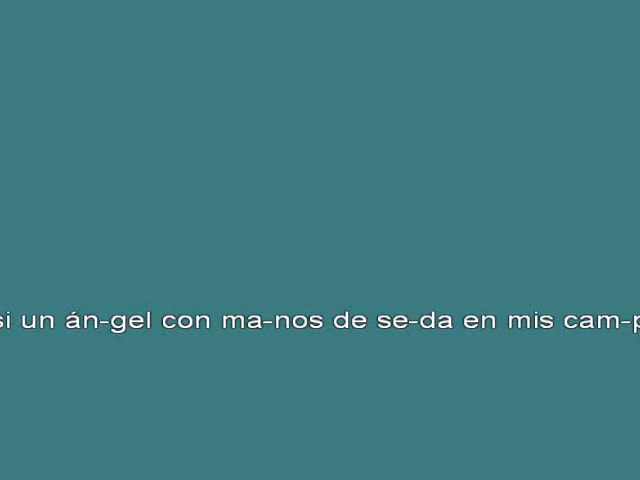 si un án-gel con ma-nos de se-da en mis cam-p